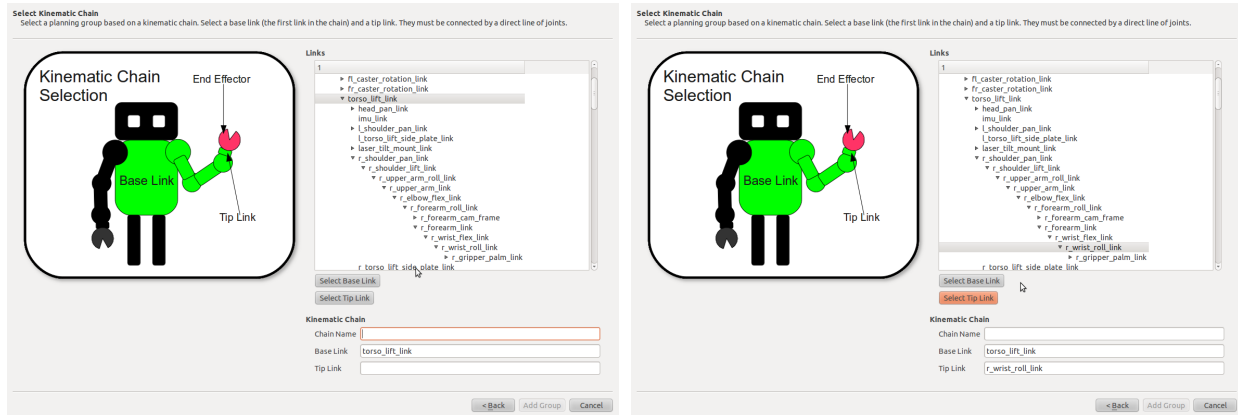 Select Kinematic Chain
Select a planning group based on a kinematic chain. Select a base link (the first link in the chain) and a tip link. They must be connected by a direct line of joints.
Kinematic Chain
Selection
End Effector
Base Link
Tip Link
Links
1
fl_caster_rotation_link
fr_caster_rotation_link
torso_lift_link
head_pan_link
imu_link
l_shoulder_pan_link
l_torso_lift_side_plate_link
laser_tilt_mount_link
r_shoulder_pan_link
r_shoulder_lift_link
r_upper_arm_roll_link
r_upper_arm_link
r_elbow_flex_link
r_forearm_roll_link
r_forearm_cam_frame
r_forearm_link
r_wrist_flex_link
r_wrist_roll_link
r_gripper_palm_link
r_torso_lift_side_plate_link
Select Base Link
Select Tip Link
Kinematic Chain
Chain Name
Base Link torso_lift_link
Tip Link
< Back Add Group Cancel
Select Kinematic Chain
Select a planning group based on a kinematic chain. Select a base link (the first link in the chain) and a tip link. They must be connected by a direct line of joints.
Kinematic Chain
Selection
End Effector
Base Link
Tip Link
Links
1
fl_caster_rotation_link
fr_caster_rotation_link
torso_lift_link
head_pan_link
imu_link
l_shoulder_pan_link
l_torso_lift_side_plate_link
laser_tilt_mount_link
r_shoulder_pan_link
r_shoulder_lift_link
r_upper_arm_roll_link
r_upper_arm_link
r_elbow_flex_link
r_forearm_roll_link
r_forearm_cam_frame
r_forearm_link
r_wrist_flex_link
r_wrist_roll_link
r_gripper_palm_link
r_torso_lift_side_plate_link
Select Base Link
Select Tip Link
Kinematic Chain
Chain Name
Base Link torso_lift_link
Tip Link r_wrist_roll_link
< Back Add Group Cancel